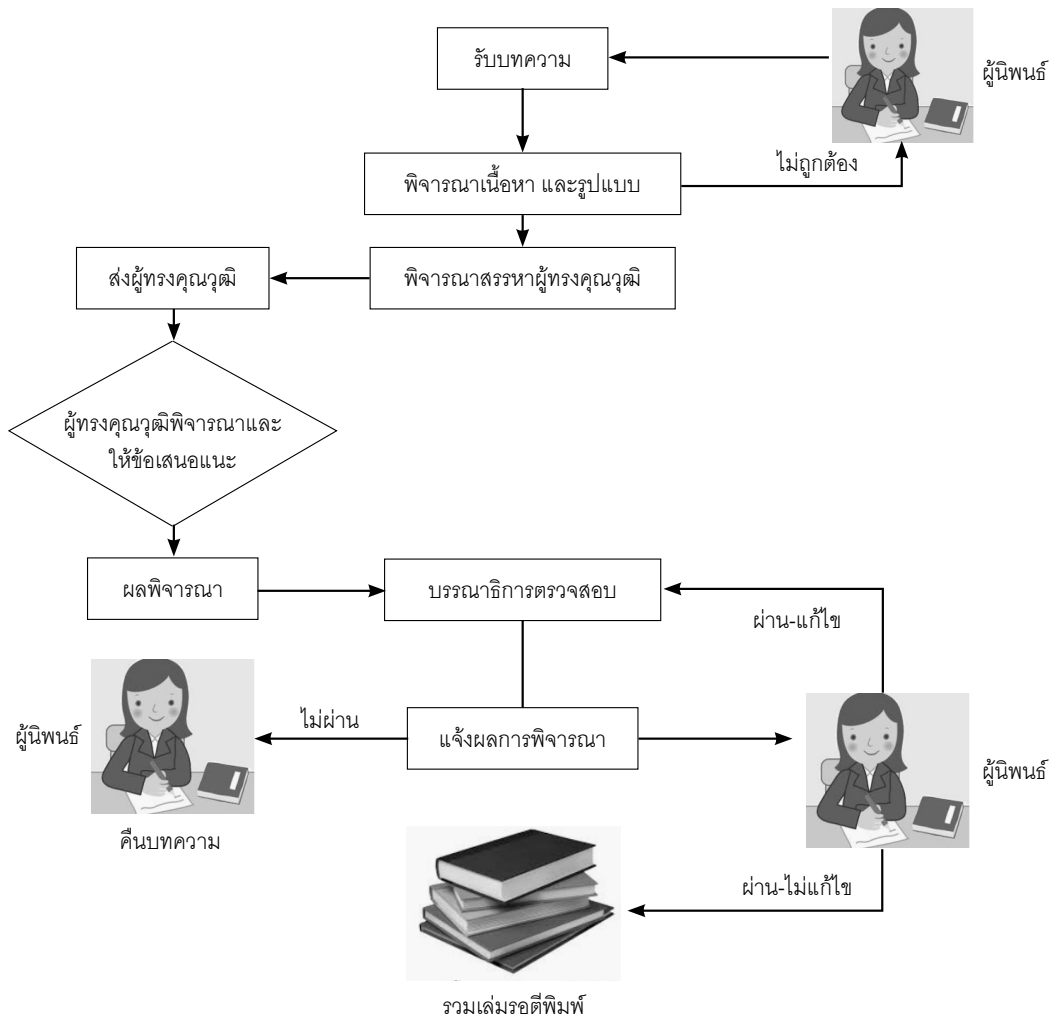 รับบทความ
ผู้นิพนธ์
ไม่ถูกต้อง
พิจารณาเนื้อหา และรูปแบบ
ส่งผู้ทรงคุณวุฒิ
พิจารณาสรรหาผู้ทรงคุณวุฒิ
ผู้ทรงคุณวุฒิพิจารณาและ
ให้ข้อเสนอแนะ
ผลพิจารณา
บรรณาธิการตรวจสอบ
ผ่าน-แก้ไข
ไม่ผ่าน
ผู้นิพนธ์
แจ้งผลการพิจารณา
ผู้นิพนธ์
คืนบทความ
ผ่าน-ไม่แก้ไข
รวมเล่มรอตีพิมพ์